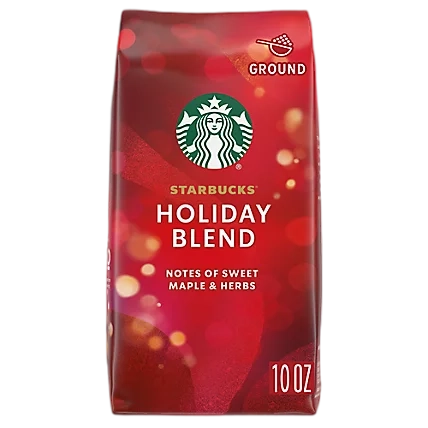 GROUND
STARBUCKS®
HOLIDAY
BLEND
NOTES OF SWEET
MAPLE & HERBS
10 OZ